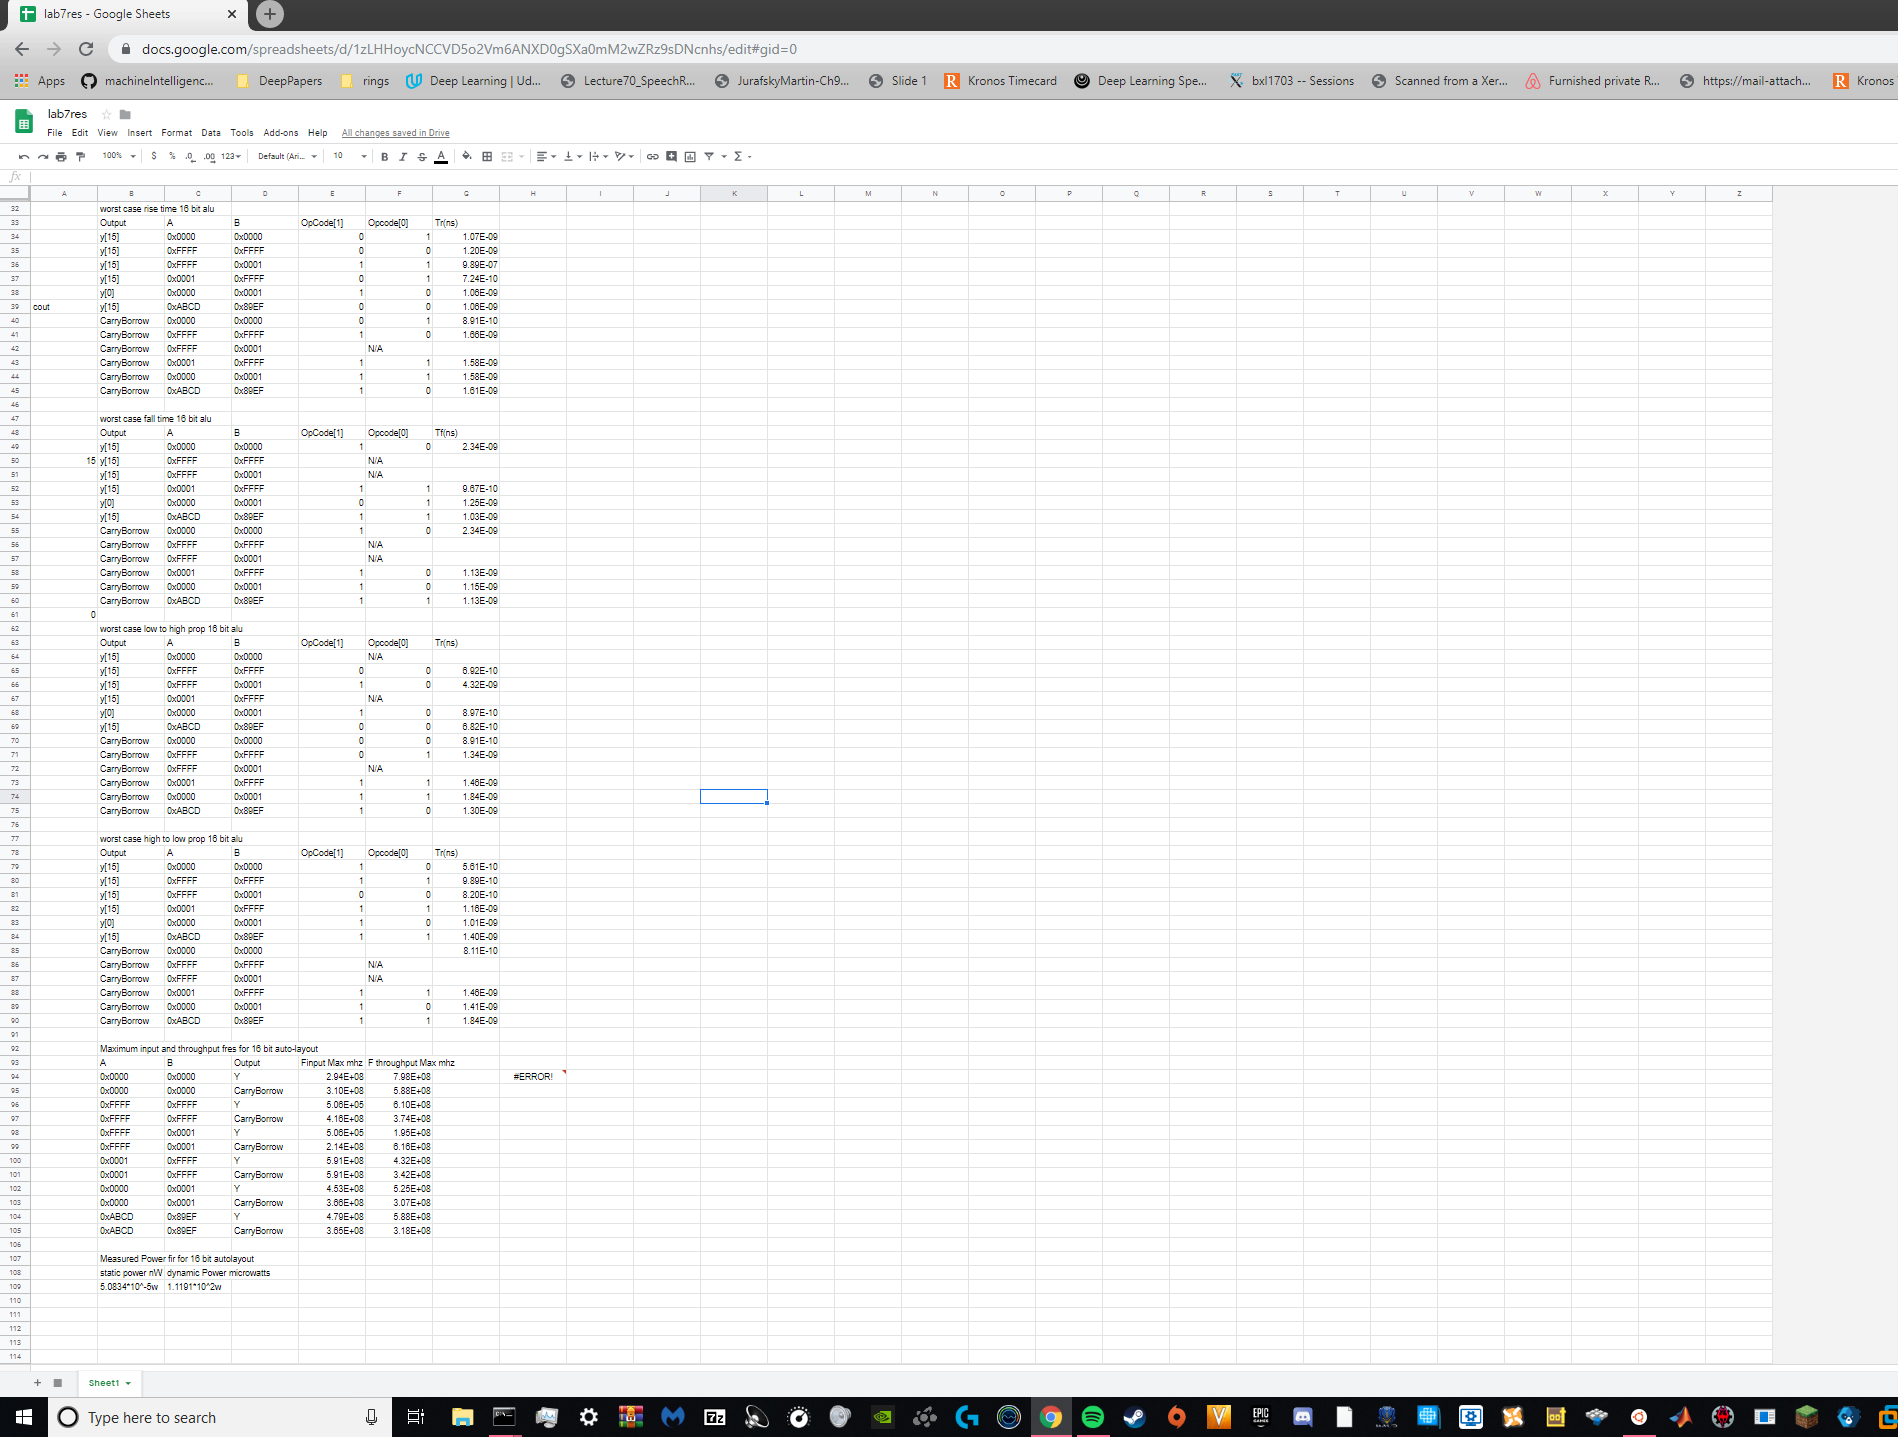 lab7res - Google Sheets
docs.google.com/spreadsheets/d/1zLHHoycNCCVD5o2Vm6ANXD0gSXa0mM2wZRz9sDNcnhs/edit#gid=0
Apps machineIntelligenc... DeepPapers rings Deep Learning | Ud... Lecture70_SpeechR... JurafskyMartin-Ch9... Slide 1 Kronos Timecard Deep Learning Spe... bxl1703 -- Sessions Scanned from a Xer... Furnished private R... https://mail-attach... Kronos
lab7res
File Edit View Insert Format Data Tools Add-ons Help All changes saved in Drive
100% $ % .0 .00 123 Default (Ari... 10 B I S A
fx
A B C D E F G H I J K L M N O P Q R S T U V W X Y Z
32 worst case rise time 16 bit alu
33 Output A B OpCode[1] Opcode[0] Tr(ns)
34 y[15] 0x0000 0x0000 0 1 1.07E-09
35 y[15] 0xFFFF 0xFFFF 0 0 1.20E-09
36 y[15] 0xFFFF 0x0001 1 1 9.89E-07
37 y[15] 0x0001 0xFFFF 0 1 7.24E-10
38 y[0] 0x0000 0x0001 1 0 1.06E-09
39 cout y[15] 0xABCD 0x89EF 0 0 1.06E-09
40 CarryBorrow 0x0000 0x0000 0 1 8.91E-10
41 CarryBorrow 0xFFFF 0xFFFF 1 0 1.66E-09
42 CarryBorrow 0xFFFF 0x0001 N/A
43 CarryBorrow 0x0001 0xFFFF 1 1 1.58E-09
44 CarryBorrow 0x0000 0x0001 1 1 1.58E-09
45 CarryBorrow 0xABCD 0x89EF 1 0 1.61E-09
46
47 worst case fall time 16 bit alu
48 Output A B OpCode[1] Opcode[0] Tf(ns)
49 y[15] 0x0000 0x0000 1 0 2.34E-09
50 15 y[15] 0xFFFF 0xFFFF N/A
51 y[15] 0xFFFF 0x0001 N/A
52 y[15] 0x0001 0xFFFF 1 1 9.67E-10
53 y[0] 0x0000 0x0001 0 1 1.25E-09
54 y[15] 0xABCD 0x89EF 1 1 1.03E-09
55 CarryBorrow 0x0000 0x0000 1 0 2.34E-09
56 CarryBorrow 0xFFFF 0xFFFF N/A
57 CarryBorrow 0xFFFF 0x0001 N/A
58 CarryBorrow 0x0001 0xFFFF 1 0 1.13E-09
59 CarryBorrow 0x0000 0x0001 1 0 1.15E-09
60 CarryBorrow 0xABCD 0x89EF 1 1 1.13E-09
61 0
62 worst case low to high prop 16 bit alu
63 Output A B OpCode[1] Opcode[0] Tr(ns)
64 y[15] 0x0000 0x0000 N/A
65 y[15] 0xFFFF 0xFFFF 0 0 6.92E-10
66 y[15] 0xFFFF 0x0001 1 0 4.32E-09
67 y[15] 0x0001 0xFFFF N/A
68 y[0] 0x0000 0x0001 1 0 8.97E-10
69 y[15] 0xABCD 0x89EF 0 0 6.82E-10
70 CarryBorrow 0x0000 0x0000 0 0 8.91E-10
71 CarryBorrow 0xFFFF 0xFFFF 0 1 1.34E-09
72 CarryBorrow 0xFFFF 0x0001 N/A
73 CarryBorrow 0x0001 0xFFFF 1 1 1.46E-09
74 CarryBorrow 0x0000 0x0001 1 1 1.84E-09
75 CarryBorrow 0xABCD 0x89EF 1 0 1.30E-09
76
77 worst case high to low prop 16 bit alu
78 Output A B OpCode[1] Opcode[0] Tr(ns)
79 y[15] 0x0000 0x0000 1 0 5.61E-10
80 y[15] 0xFFFF 0xFFFF 1 1 9.89E-10
81 y[15] 0xFFFF 0x0001 0 0 8.20E-10
82 y[15] 0x0001 0xFFFF 1 1 1.16E-09
83 y[0] 0x0000 0x0001 1 0 1.01E-09
84 y[15] 0xABCD 0x89EF 1 1 1.40E-09
85 CarryBorrow 0x0000 0x0000 8.11E-10
86 CarryBorrow 0xFFFF 0xFFFF N/A
87 CarryBorrow 0xFFFF 0x0001 N/A
88 CarryBorrow 0x0001 0xFFFF 1 1 1.46E-09
89 CarryBorrow 0x0000 0x0001 1 0 1.41E-09
90 CarryBorrow 0xABCD 0x89EF 1 1 1.84E-09
91
92 Maximum input and throughput fres for 16 bit auto-layout
93 A B Output Finput Max mhz F throughput Max mhz
94 0x0000 0x0000 Y 2.94E+08 7.98E+08 #ERROR!
95 0x0000 0x0000 CarryBorrow 3.10E+08 5.88E+08
96 0xFFFF 0xFFFF Y 5.06E+05 6.10E+08
97 0xFFFF 0xFFFF CarryBorrow 4.16E+08 3.74E+08
98 0xFFFF 0x0001 Y 5.06E+05 1.95E+08
99 0xFFFF 0x0001 CarryBorrow 2.14E+08 6.16E+08
100 0x0001 0xFFFF Y 5.91E+08 4.32E+08
101 0x0001 0xFFFF CarryBorrow 5.91E+08 3.42E+08
102 0x0000 0x0001 Y 4.53E+08 5.25E+08
103 0x0000 0x0001 CarryBorrow 3.66E+08 3.07E+08
104 0xABCD 0x89EF Y 4.79E+08 5.88E+08
105 0xABCD 0x89EF CarryBorrow 3.65E+08 3.18E+08
106
107 Measured Power fir for 16 bit autolayout
108 static power nW dynamic Power microwatts
109 5.0834*10^-5w 1.1191*10^2w
110
111
112
113
114
Sheet1
Type here to search